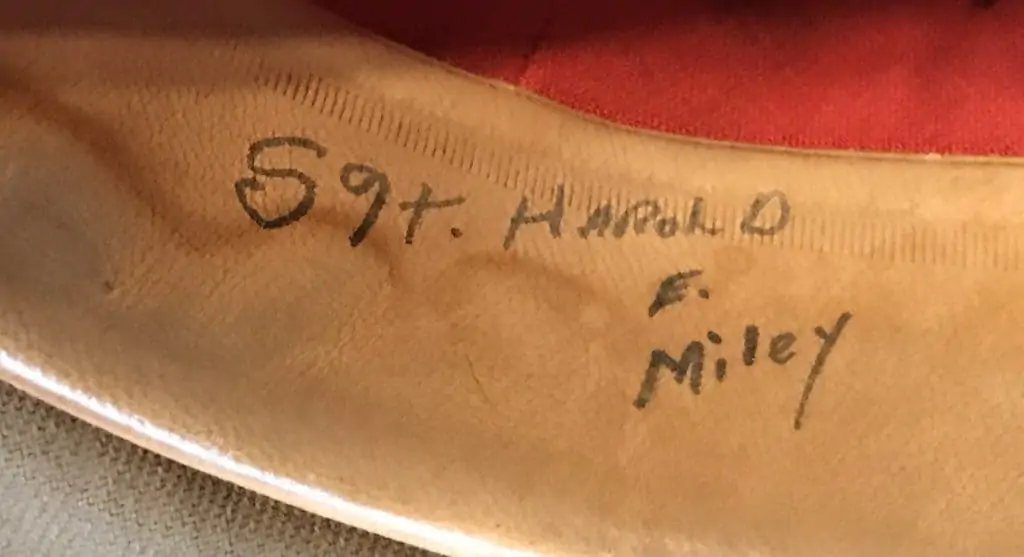 Sgt. HAROLD
E.
Miley